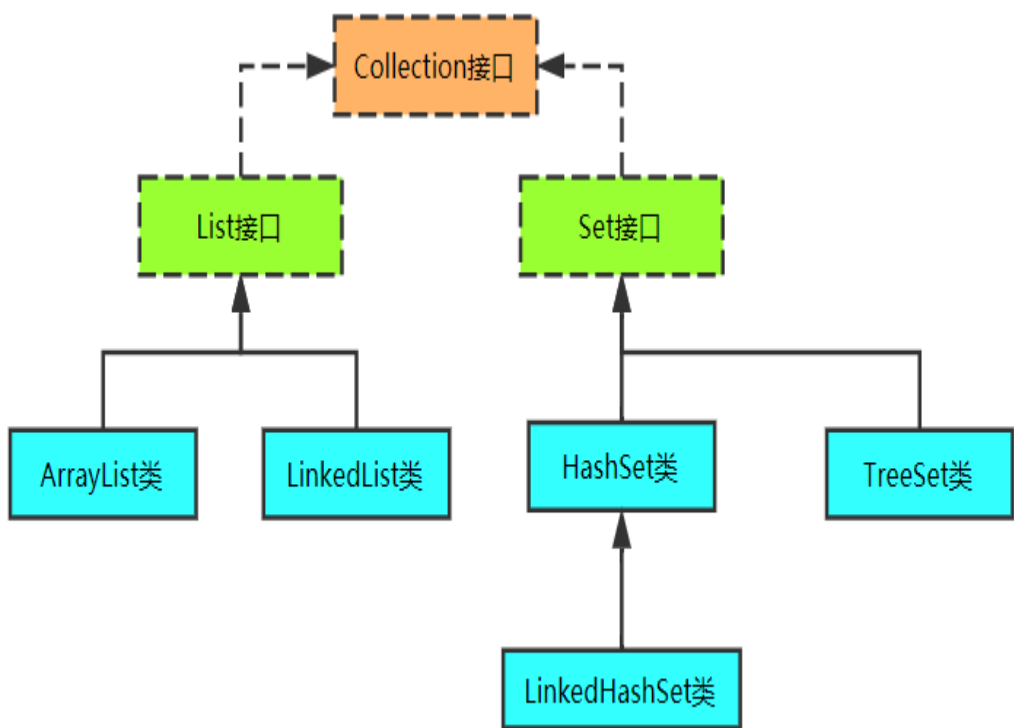 Collection接口
List接口
Set接口
ArrayList类
LinkedList类
HashSet类
TreeSet类
LinkedHashSet类